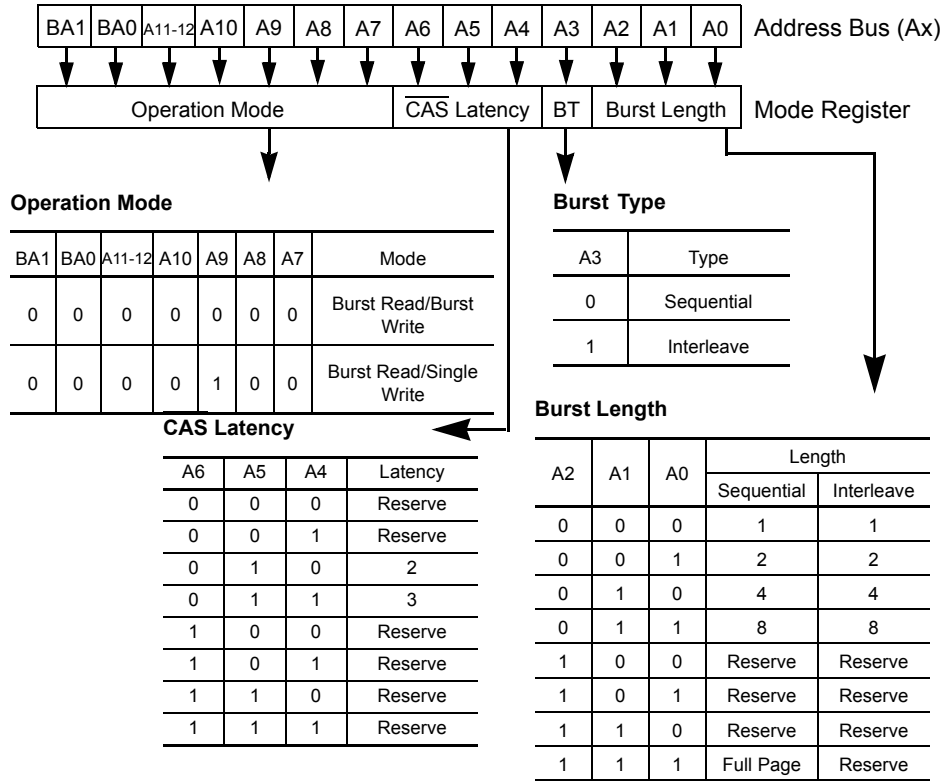 BA1 BA0 A11-12 A10 A9 A8 A7 A6 A5 A4 A3 A2 A1 A0 Address Bus (Ax)
Operation Mode CAS Latency BT Burst Length Mode Register
Operation Mode
BA1 BA0 A11-12 A10 A9 A8 A7 Mode
0 0 0 0 0 0 0 Burst Read/Burst
Write
0 0 0 0 1 0 0 Burst Read/Single
Write
Burst Type
A3 Type
0 Sequential
1 Interleave
CAS Latency
A6 A5 A4 Latency
0 0 0 Reserve
0 0 1 Reserve
0 1 0 2
0 1 1 3
1 0 0 Reserve
1 0 1 Reserve
1 1 0 Reserve
1 1 1 Reserve
Burst Length
A2 A1 A0 Length
Sequential Interleave
0 0 0 1 1
0 0 1 2 2
0 1 0 4 4
0 1 1 8 8
1 0 0 Reserve Reserve
1 0 1 Reserve Reserve
1 1 0 Reserve Reserve
1 1 1 Full Page Reserve